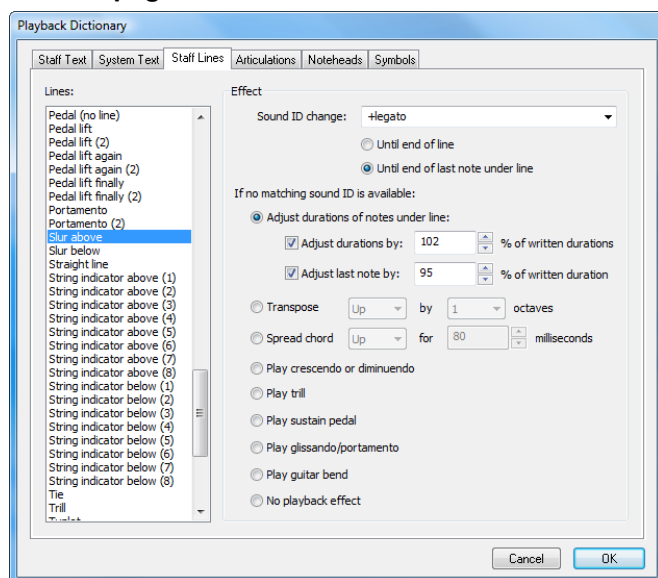 Playback Dictionary
Staff Text System Text Staff Lines Articulations Noteheads Symbols
Lines:
Pedal (no line)
Pedal lift
Pedal lift (2)
Pedal lift again
Pedal lift again (2)
Pedal lift finally
Pedal lift finally (2)
Portamento
Portamento (2)
Slur above
Slur below
Straight line
String indicator above (1)
String indicator above (2)
String indicator above (3)
String indicator above (4)
String indicator above (5)
String indicator above (6)
String indicator above (7)
String indicator above (8)
String indicator below (1)
String indicator below (2)
String indicator below (3)
String indicator below (4)
String indicator below (5)
String indicator below (6)
String indicator below (7)
String indicator below (8)
Tie
Trill
Effect
Sound ID change: +legato
Until end of line
Until end of last note under line
If no matching sound ID is available:
Adjust durations of notes under line:
Adjust durations by: 102 % of written durations
Adjust last note by: 95 % of written duration
Transpose Up by 1 octaves
Spread chord Up for 80 milliseconds
Play crescendo or diminuendo
Play trill
Play sustain pedal
Play glissando/portamento
Play guitar bend
No playback effect
Cancel OK